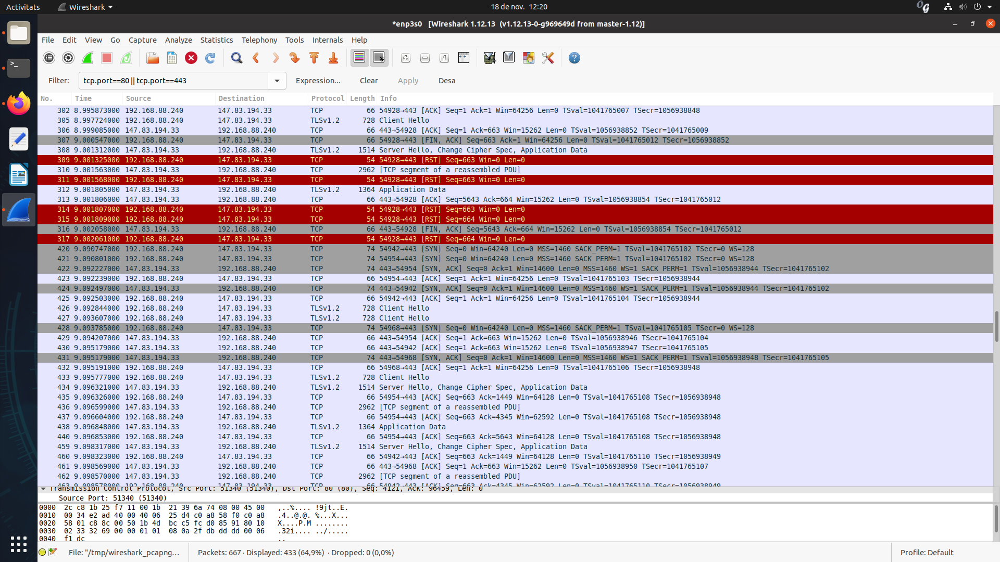 Activitats Wireshark 18 de nov. 12:20
*enp3s0 [Wireshark 1.12.13 (v1.12.13-0-g969649d from master-1.12)]
File Edit View Go Capture Analyze Statistics Telephony Tools Internals Help
Filter: tcp.port==80 || tcp.port==443 Expression... Clear Apply Desa
No. Time Source Destination Protocol Length Info
302 8.995873000 192.168.88.240 147.83.194.33 TCP 66 54928→443 [ACK] Seq=1 Ack=1 Win=64256 Len=0 TSval=1041765007 TSecr=1056938848
305 8.997724000 192.168.88.240 147.83.194.33 TLSv1.2 728 Client Hello
306 8.999085000 147.83.194.33 192.168.88.240 TCP 66 443→54928 [ACK] Seq=1 Ack=663 Win=15262 Len=0 TSval=1056938852 TSecr=1041765009
307 9.000547000 192.168.88.240 147.83.194.33 TCP 66 54928→443 [FIN, ACK] Seq=663 Ack=1 Win=64256 Len=0 TSval=1041765012 TSecr=1056938852
308 9.001312000 147.83.194.33 192.168.88.240 TLSv1.2 1514 Server Hello, Change Cipher Spec, Application Data
309 9.001325000 192.168.88.240 147.83.194.33 TCP 54 54928→443 [RST] Seq=663 Win=0 Len=0
310 9.001563000 147.83.194.33 192.168.88.240 TCP 2962 [TCP segment of a reassembled PDU]
311 9.001568000 192.168.88.240 147.83.194.33 TCP 54 54928→443 [RST] Seq=663 Win=0 Len=0
312 9.001805000 147.83.194.33 192.168.88.240 TLSv1.2 1364 Application Data
313 9.001806000 147.83.194.33 192.168.88.240 TCP 66 443→54928 [ACK] Seq=5643 Ack=664 Win=15262 Len=0 TSval=1056938854 TSecr=1041765012
314 9.001807000 192.168.88.240 147.83.194.33 TCP 54 54928→443 [RST] Seq=663 Win=0 Len=0
315 9.001809000 192.168.88.240 147.83.194.33 TCP 54 54928→443 [RST] Seq=664 Win=0 Len=0
316 9.002058000 147.83.194.33 192.168.88.240 TCP 66 443→54928 [FIN, ACK] Seq=5643 Ack=664 Win=15262 Len=0 TSval=1056938854 TSecr=1041765012
317 9.002061000 192.168.88.240 147.83.194.33 TCP 54 54928→443 [RST] Seq=664 Win=0 Len=0
420 9.090747000 192.168.88.240 147.83.194.33 TCP 74 54942→443 [SYN] Seq=0 Win=64240 Len=0 MSS=1460 SACK_PERM=1 TSval=1041765102 TSecr=0 WS=128
421 9.090801000 192.168.88.240 147.83.194.33 TCP 74 54954→443 [SYN] Seq=0 Win=64240 Len=0 MSS=1460 SACK_PERM=1 TSval=1041765102 TSecr=0 WS=128
422 9.092227000 147.83.194.33 192.168.88.240 TCP 74 443→54954 [SYN, ACK] Seq=0 Ack=1 Win=14600 Len=0 MSS=1460 WS=1 SACK_PERM=1 TSval=1056938944 TSecr=1041765102
423 9.092239000 192.168.88.240 147.83.194.33 TCP 66 54954→443 [ACK] Seq=1 Ack=1 Win=64256 Len=0 TSval=1041765103 TSecr=1056938944
424 9.092497000 147.83.194.33 192.168.88.240 TCP 74 443→54942 [SYN, ACK] Seq=0 Ack=1 Win=14600 Len=0 MSS=1460 WS=1 SACK_PERM=1 TSval=1056938944 TSecr=1041765102
425 9.092503000 192.168.88.240 147.83.194.33 TCP 66 54942→443 [ACK] Seq=1 Ack=1 Win=64256 Len=0 TSval=1041765104 TSecr=1056938944
426 9.092844000 192.168.88.240 147.83.194.33 TLSv1.2 728 Client Hello
427 9.093607000 192.168.88.240 147.83.194.33 TLSv1.2 728 Client Hello
428 9.093785000 192.168.88.240 147.83.194.33 TCP 74 54968→443 [SYN] Seq=0 Win=64240 Len=0 MSS=1460 SACK_PERM=1 TSval=1041765105 TSecr=0 WS=128
429 9.094207000 147.83.194.33 192.168.88.240 TCP 66 443→54954 [ACK] Seq=1 Ack=663 Win=15262 Len=0 TSval=1056938946 TSecr=1041765104
430 9.095179000 147.83.194.33 192.168.88.240 TCP 66 443→54942 [ACK] Seq=1 Ack=663 Win=15262 Len=0 TSval=1056938947 TSecr=1041765105
431 9.095179000 147.83.194.33 192.168.88.240 TCP 74 443→54968 [SYN, ACK] Seq=0 Ack=1 Win=14600 Len=0 MSS=1460 WS=1 SACK_PERM=1 TSval=1056938948 TSecr=1041765105
432 9.095191000 192.168.88.240 147.83.194.33 TCP 66 54968→443 [ACK] Seq=1 Ack=1 Win=64256 Len=0 TSval=1041765106 TSecr=1056938948
433 9.095777000 192.168.88.240 147.83.194.33 TLSv1.2 728 Client Hello
434 9.096321000 147.83.194.33 192.168.88.240 TLSv1.2 1514 Server Hello, Change Cipher Spec, Application Data
435 9.096326000 192.168.88.240 147.83.194.33 TCP 66 54954→443 [ACK] Seq=663 Ack=1449 Win=64128 Len=0 TSval=1041765108 TSecr=1056938948
436 9.096599000 147.83.194.33 192.168.88.240 TCP 2962 [TCP segment of a reassembled PDU]
437 9.096604000 192.168.88.240 147.83.194.33 TCP 66 54954→443 [ACK] Seq=663 Ack=4345 Win=62592 Len=0 TSval=1041765108 TSecr=1056938948
438 9.096848000 147.83.194.33 192.168.88.240 TLSv1.2 1364 Application Data
440 9.096853000 192.168.88.240 147.83.194.33 TCP 66 54954→443 [ACK] Seq=663 Ack=5643 Win=64128 Len=0 TSval=1041765108 TSecr=1056938948
459 9.098317000 147.83.194.33 192.168.88.240 TLSv1.2 1514 Server Hello, Change Cipher Spec, Application Data
460 9.098323000 192.168.88.240 147.83.194.33 TCP 66 54942→443 [ACK] Seq=663 Ack=1449 Win=64128 Len=0 TSval=1041765110 TSecr=1056938949
461 9.098569000 147.83.194.33 192.168.88.240 TCP 66 443→54968 [ACK] Seq=1 Ack=663 Win=15262 Len=0 TSval=1056938950 TSecr=1041765107
462 9.098570000 147.83.194.33 192.168.88.240 TCP 2962 [TCP segment of a reassembled PDU]
463 9.098578000 192.168.88.240 147.83.194.33 TCP 66 54942→443 [ACK] Seq=663 Ack=4345 Win=62592 Len=0 TSval=1041765110 TSecr=1056938949
Transmission Control Protocol, Src Port: 51340 (51340), Dst Port: 80 (80), Seq: 4121, Ack: 96459, Len: 0
Source Port: 51340 (51340)
0000 2c c8 1b 25 f7 11 00 1b 21 39 6a 74 08 00 45 00 ,..%.... !9jt..E.
0010 00 34 e2 ad 40 00 40 06 25 d4 c0 a8 58 f0 c0 a8 .4..@.@. %...X...
0020 58 01 c8 8c 00 50 1b 4d bc c5 fc d0 85 91 80 10 X....P.M ........
0030 02 33 32 69 00 00 01 01 08 0a 2f db dd dd 00 06 .32i.... ../.....
0040 f1 dc ..
File: "/tmp/wireshark_pcapng... Packets: 667 · Displayed: 433 (64,9%) · Dropped: 0 (0,0%) Profile: Default